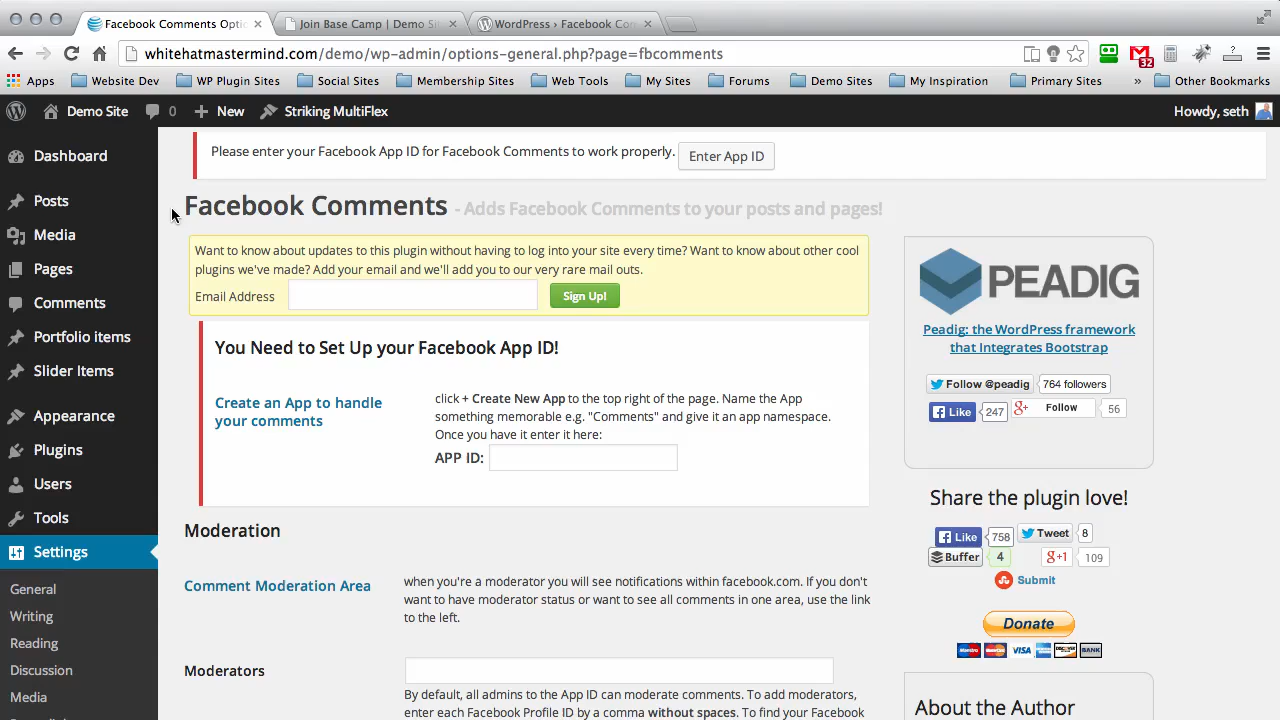 Facebook Comments Optio
Join Base Camp | Demo Si
WordPress › Facebook Com
whitehatmastermind.com/demo/wp-admin/options-general.php?page=fbcomments
32
Apps
Website Dev
WP Plugin Sites
Social Sites
Membership Sites
Web Tools
My Sites
Forums
Demo Sites
My Inspiration
Primary Sites
»
Other Bookmarks
Demo Site
0
New
Striking MultiFlex
Howdy, seth
Dashboard
Posts
Media
Pages
Comments
Portfolio items
Slider Items
Appearance
Plugins
Users
Tools
Settings
General
Writing
Reading
Discussion
Media
Please enter your Facebook App ID for Facebook Comments to work properly. Enter App ID
Facebook Comments - Adds Facebook Comments to your posts and pages!
Want to know about updates to this plugin without having to log into your site every time? Want to know about other cool
plugins we've made? Add your email and we'll add you to our very rare mail outs.
Email Address Sign Up!
You Need to Set Up your Facebook App ID!
Create an App to handle
your comments
click + Create New App to the top right of the page. Name the App
something memorable e.g. "Comments" and give it an app namespace.
Once you have it enter it here:
APP ID:
Moderation
Comment Moderation Area
when you're a moderator you will see notifications within facebook.com. If you don't
want to have moderator status or want to see all comments in one area, use the link
to the left.
Moderators
By default, all admins to the App ID can moderate comments. To add moderators,
enter each Facebook Profile ID by a comma without spaces. To find your Facebook
PEADIG
Peadig: the WordPress framework
that Integrates Bootstrap
Follow @peadig 764 followers
Like 247 Follow 56
Share the plugin love!
Like 758 Tweet 8
Buffer 4 +1 109
Submit
Donate
VISA
BANK
About the Author